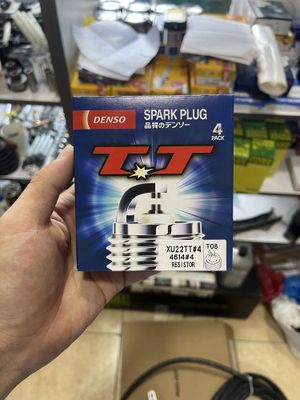 DENSO
SPARK PLUG
品質のデンソー
4
PACK
TT
XU22TT#4
4614#4
RESISTOR
T08